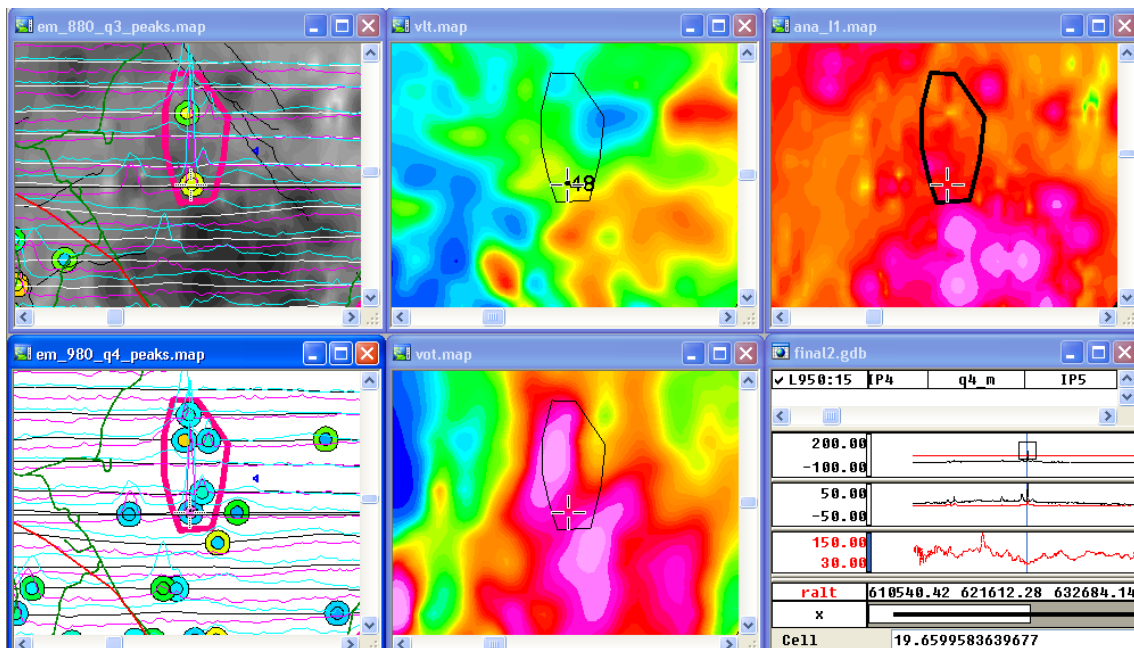 em_880_q3_peaks.map
vlt.map
48
ana_l1.map
em_980_q4_peaks.map
vot.map
final2.gdb
L950:15 IP4 q4_m IP5
200.00
-100.00
50.00
-50.00
150.00
30.00
ralt 610540.42 621612.28 632684.14
x
Cell 19.6599583639677